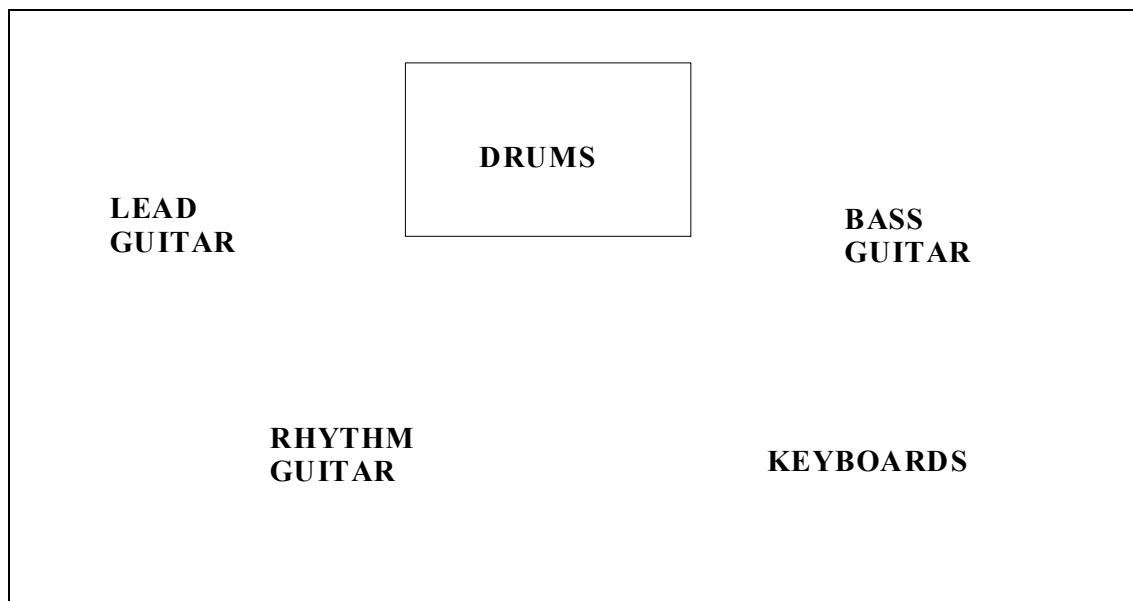 DRUMS
LEAD
GUITAR
BASS
GUITAR
RHYTHM
GUITAR
KEYBOARDS